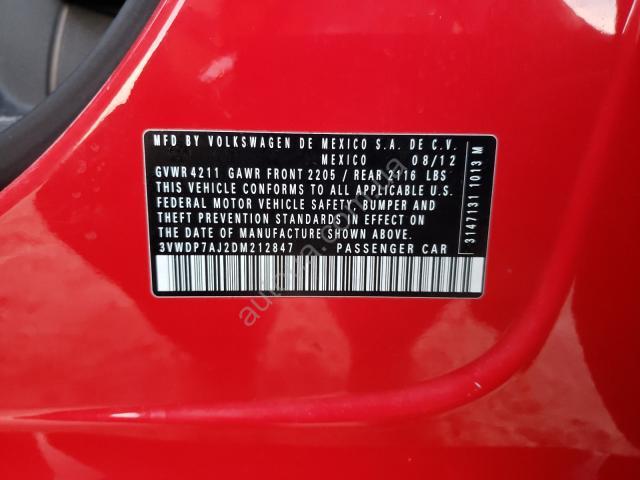 MFD BY VOLKSWAGEN DE MEXICO S.A. DE C.V.
MEXICO 08/12
GVWR 4211 GAWR FRONT 2205 / REAR 2116 LBS
THIS VEHICLE CONFORMS TO ALL APPLICABLE U.S.
FEDERAL MOTOR VEHICLE SAFETY, BUMPER AND
THEFT PREVENTION STANDARDS IN EFFECT ON THE
DATE OF MANUFACTURE SHOWN ABOVE.
3VWDP7AJ2DM212847 PASSENGER CAR
3147131 1013 M